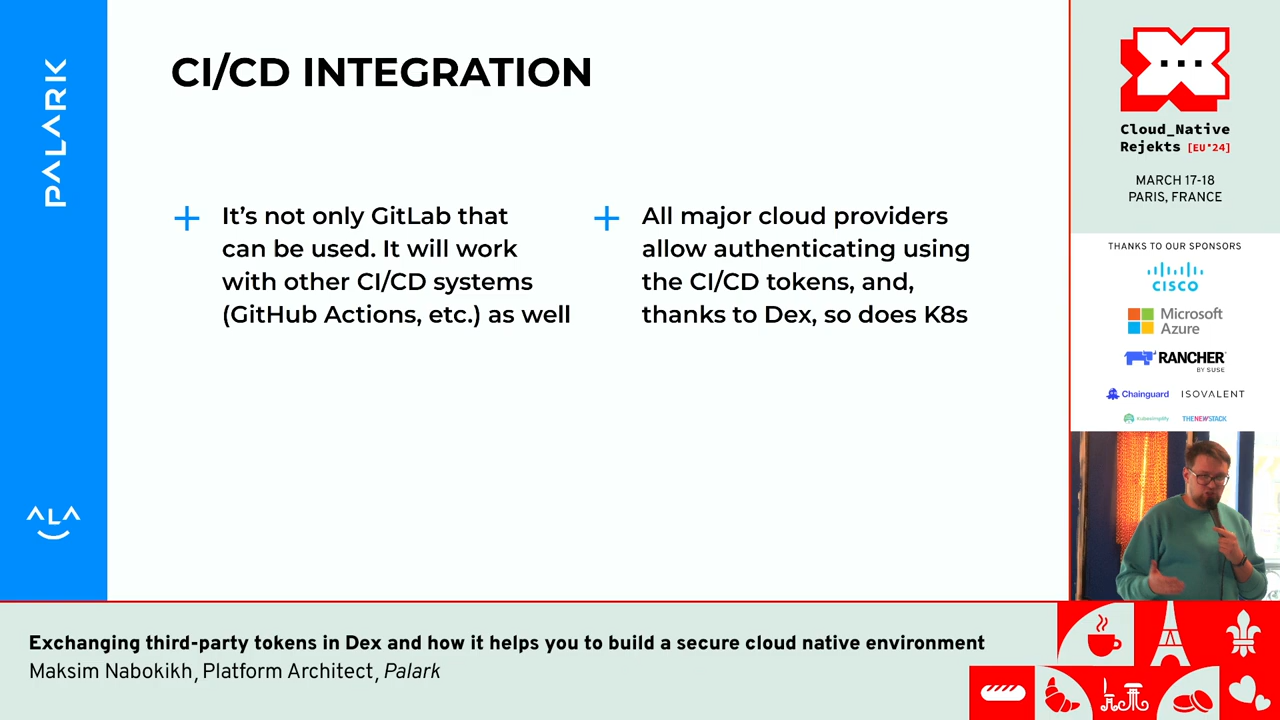 PALARK
CI/CD INTEGRATION
It’s not only GitLab that
can be used. It will work
with other CI/CD systems
(GitHub Actions, etc.) as well
All major cloud providers
allow authenticating using
the CI/CD tokens, and,
thanks to Dex, so does K8s
ALA
Cloud_Native
Rejekts [EU*24]
MARCH 17-18
PARIS, FRANCE
THANKS TO OUR SPONSORS
CISCO
Microsoft
Azure
RANCHER
BY SUSE
Chainguard
ISOVALENT
Kubesimplify
THENEWSTACK
Exchanging third-party tokens in Dex and how it helps you to build a secure cloud native environment
Maksim Nabokikh, Platform Architect, Palark